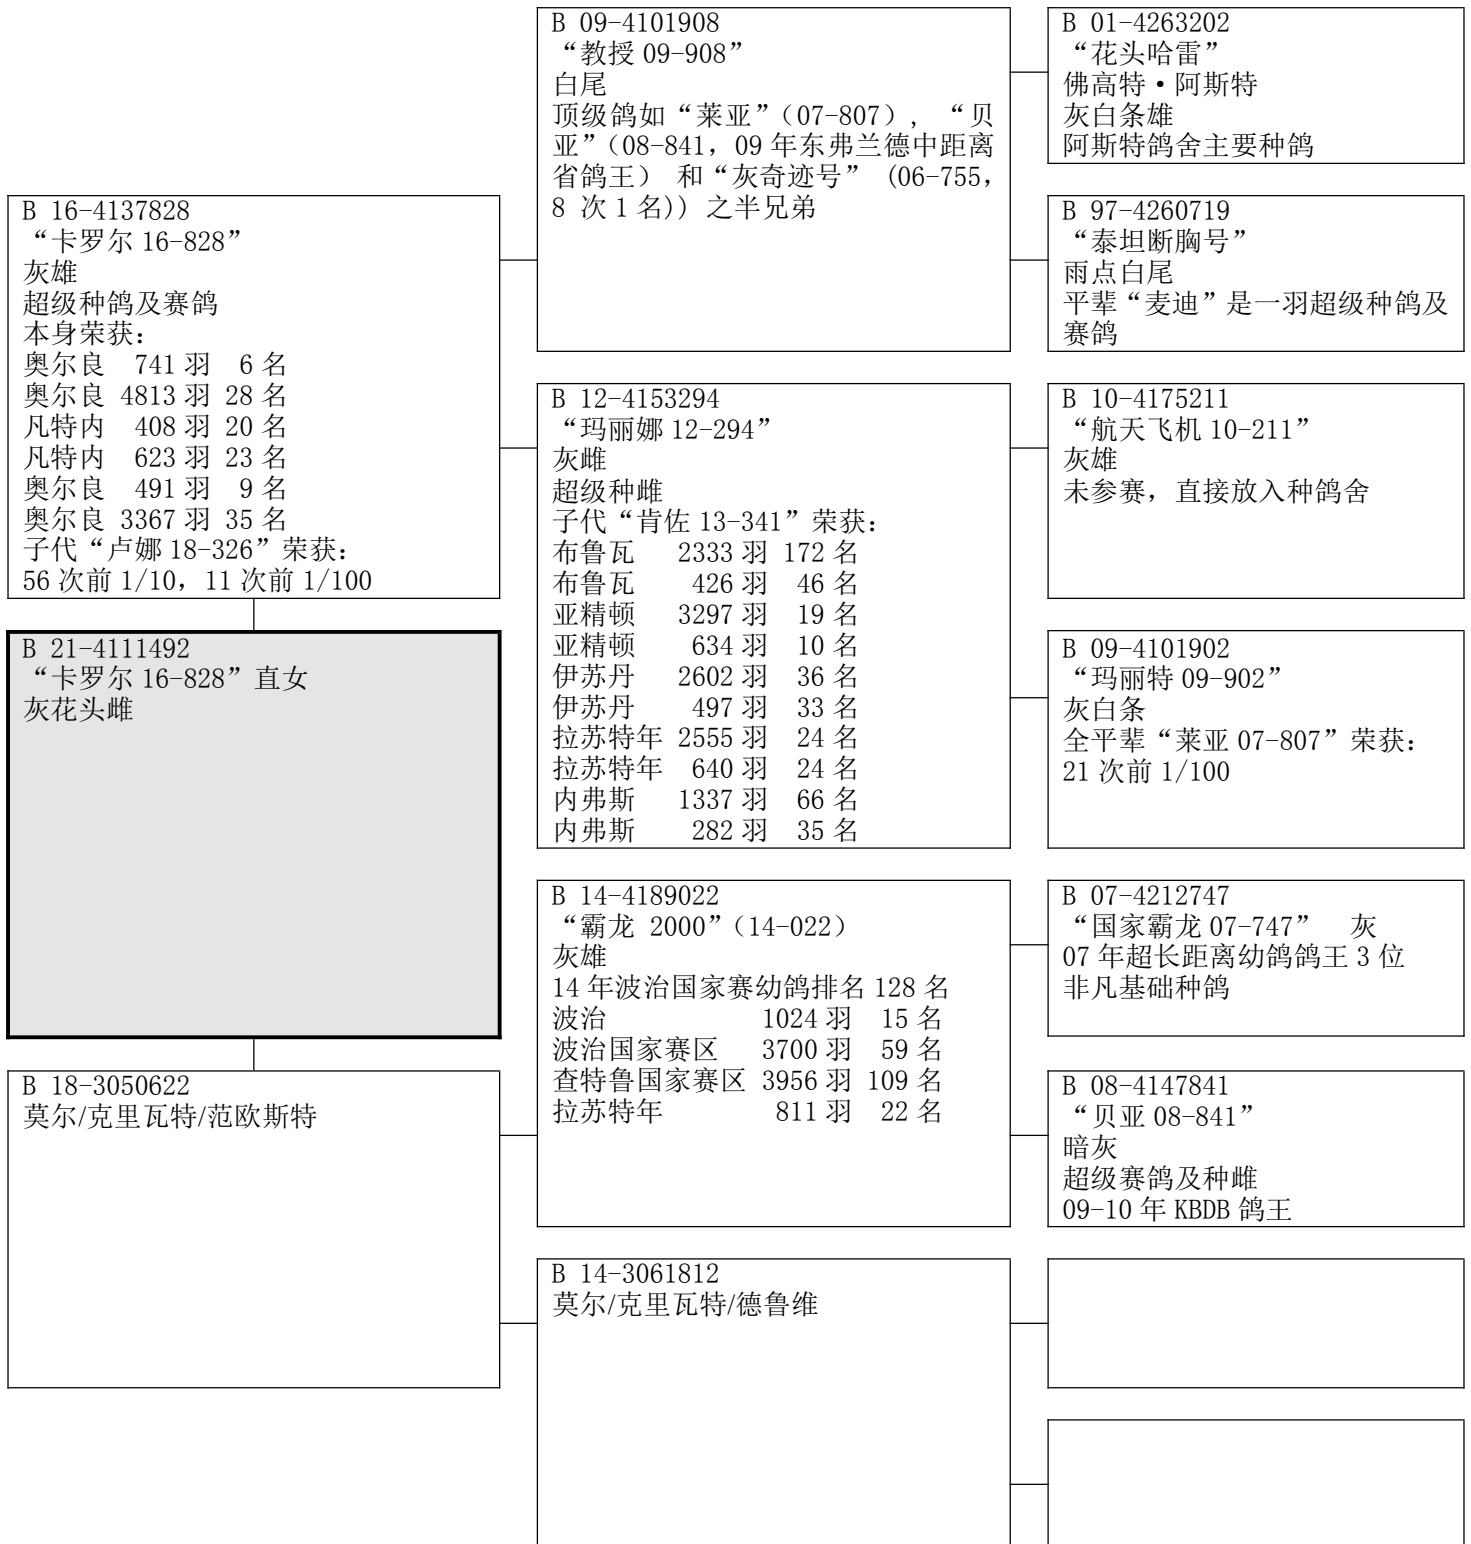 B 09-4101908
“教授 09-908”
白尾
顶级鸽如“莱亚”（07-807），“贝
亚”（08-841，09 年东弗兰德中距离
省鸽王） 和“灰奇迹号” (06-755，
8 次 1 名)）之半兄弟
B 01-4263202
“花头哈雷”
佛高特·阿斯特
灰白条雄
阿斯特鸽舍主要种鸽
B 16-4137828
“卡罗尔 16-828”
灰雄
超级种鸽及赛鸽
本身荣获：
奥尔良 741 羽 6 名
奥尔良 4813 羽 28 名
凡特内 408 羽 20 名
凡特内 623 羽 23 名
奥尔良 491 羽 9 名
奥尔良 3367 羽 35 名
子代“卢娜 18-326”荣获：
56 次前 1/10，11 次前 1/100
B 97-4260719
“泰坦断胸号”
雨点白尾
平辈“麦迪”是一羽超级种鸽及
赛鸽
B 12-4153294
“玛丽娜 12-294”
灰雌
超级种雌
子代“肯佐 13-341”荣获：
布鲁瓦 2333 羽 172 名
布鲁瓦 426 羽 46 名
亚精顿 3297 羽 19 名
亚精顿 634 羽 10 名
伊苏丹 2602 羽 36 名
伊苏丹 497 羽 33 名
拉苏特年 2555 羽 24 名
拉苏特年 640 羽 24 名
内弗斯 1337 羽 66 名
内弗斯 282 羽 35 名
B 10-4175211
“航天飞机 10-211”
灰雄
未参赛，直接放入种鸽舍
B 21-4111492
“卡罗尔 16-828”直女
灰花头雌
B 09-4101902
“玛丽特 09-902”
灰白条
全平辈“莱亚 07-807”荣获：
21 次前 1/100
B 14-4189022
“霸龙 2000”（14-022）
灰雄
14 年波治国家赛幼鸽排名 128 名
波治 1024 羽 15 名
波治国家赛区 3700 羽 59 名
查特鲁国家赛区 3956 羽 109 名
拉苏特年 811 羽 22 名
B 07-4212747
“国家霸龙 07-747” 灰
07 年超长距离幼鸽鸽王 3 位
非凡基础种鸽
B 18-3050622
莫尔/克里瓦特/范欧斯特
B 08-4147841
“贝亚 08-841”
暗灰
超级赛鸽及种雌
09-10 年 KBDB 鸽王
B 14-3061812
莫尔/克里瓦特/德鲁维